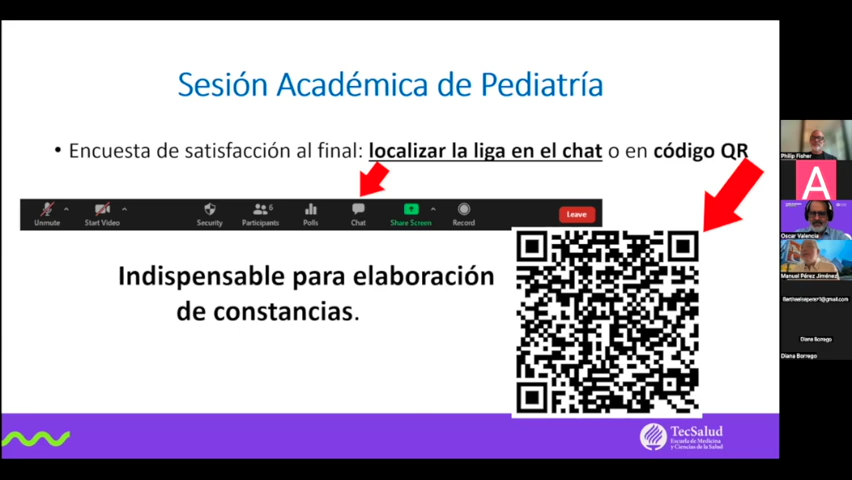 Sesión Académica de Pediatría
• Encuesta de satisfacción al final: localizar la liga en el chat o en código QR
Unmute
Start Video
Security
6
Participants
Polls
Chat
Share Screen
Record
Leave
Indispensable para elaboración
de constancias.
TecSalud
Escuela de Medicina
y Ciencias de la Salud
Philip Fisher
A
Oscar Valencia
Manuel Pérez Jiménez
Diana Borrego
Diana Borrego